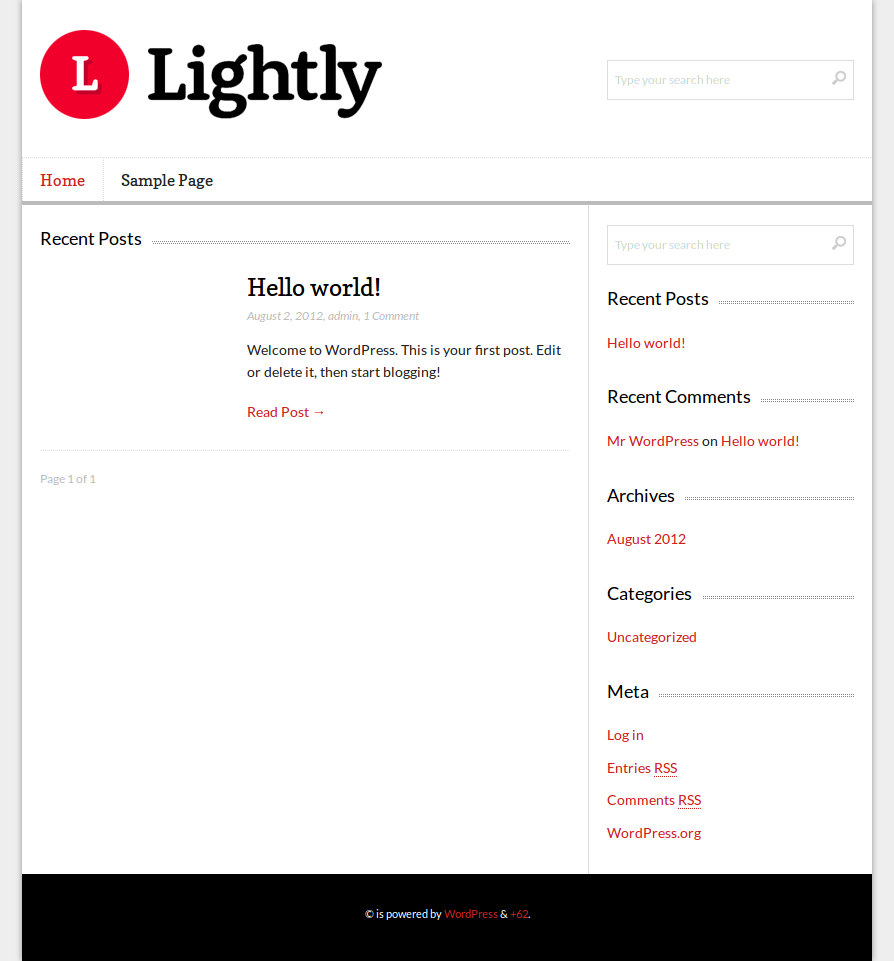 L Lightly
Type your search here
Home Sample Page
Recent Posts
Hello world!
August 2, 2012, admin, 1 Comment
Welcome to WordPress. This is your first post. Edit
or delete it, then start blogging!
Read Post →
Page 1 of 1
Type your search here
Recent Posts
Hello world!
Recent Comments
Mr WordPress on Hello world!
Archives
August 2012
Categories
Uncategorized
Meta
Log in
Entries RSS
Comments RSS
WordPress.org
© is powered by WordPress & +62.